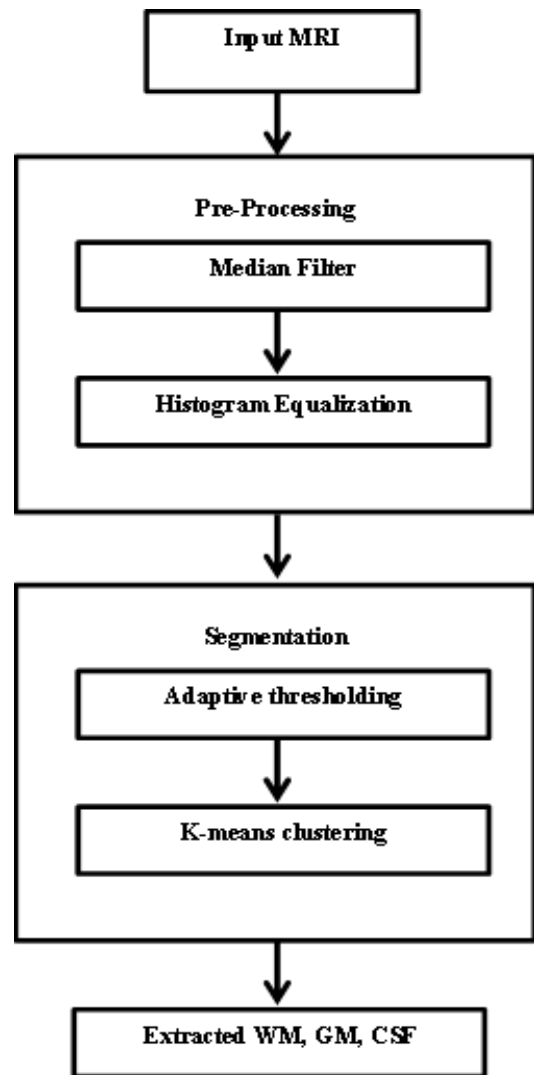 Input MRI
Pre-Processing
Median Filter
Histogram Equalization
Segmentation
Adaptive thresholding
K-means clustering
Extracted WM, GM, CSF